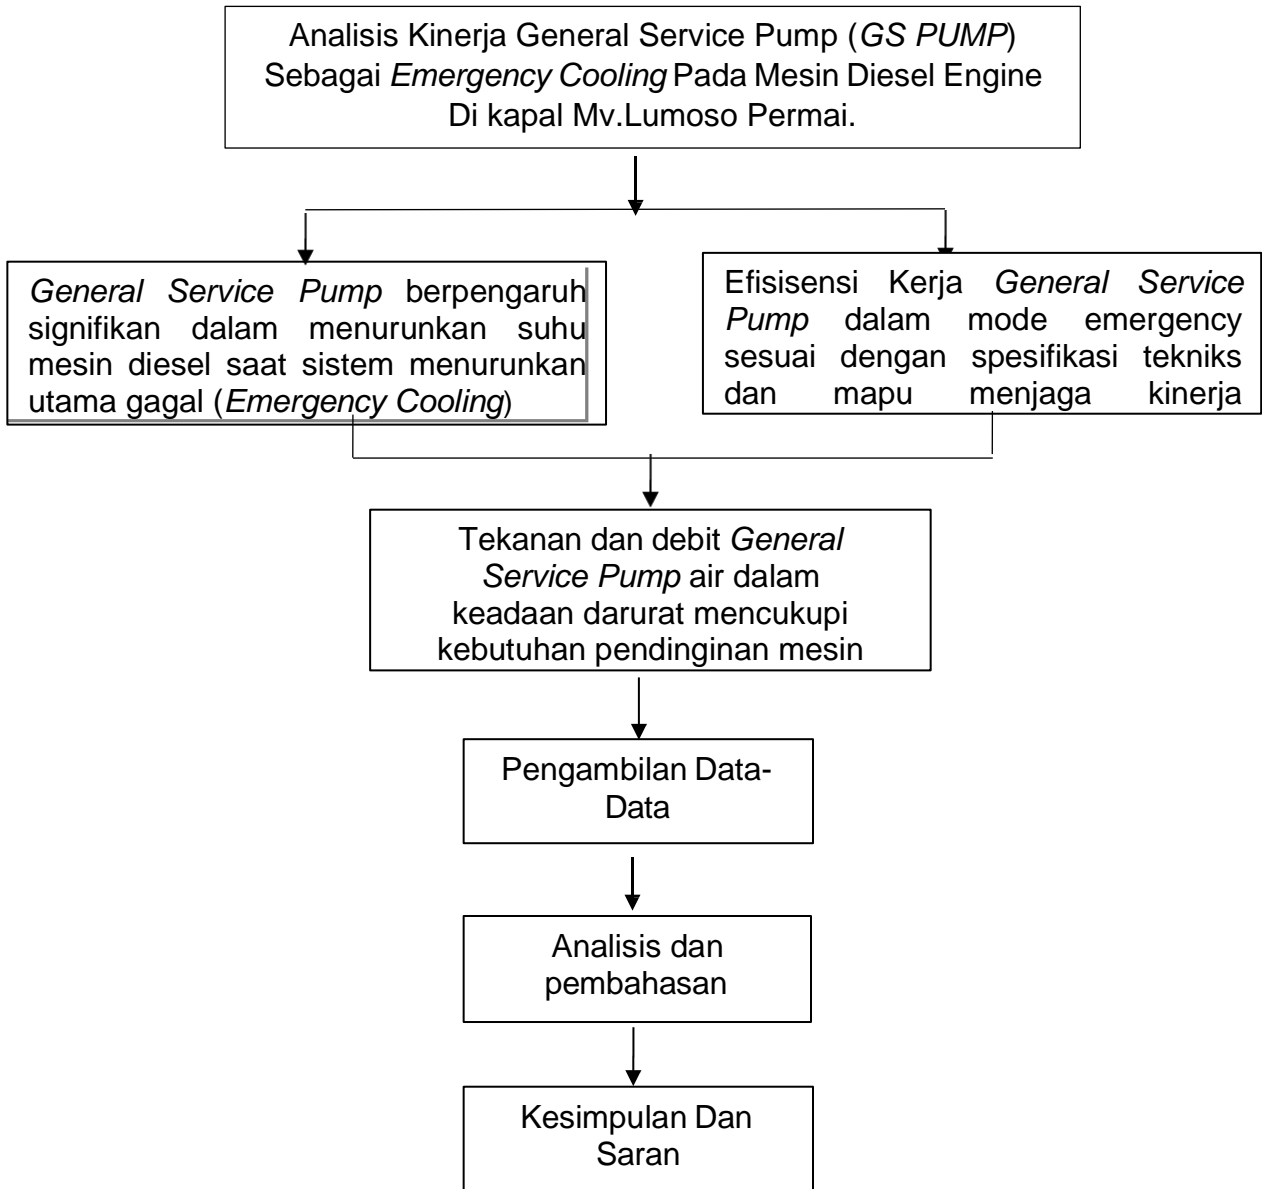 Analisis Kinerja General Service Pump (GS PUMP)
Sebagai Emergency Cooling Pada Mesin Diesel Engine
Di kapal Mv.Lumoso Permai.
General Service Pump berpengaruh
signifikan dalam menurunkan suhu
mesin diesel saat sistem menurunkan
utama gagal (Emergency Cooling)
Efisisensi Kerja General Service
Pump dalam mode emergency
sesuai dengan spesifikasi tekniks
dan mapu menjaga kinerja
Tekanan dan debit General
Service Pump air dalam
keadaan darurat mencukupi
kebutuhan pendinginan mesin
Pengambilan Data-
Data
Analisis dan
pembahasan
Kesimpulan Dan
Saran